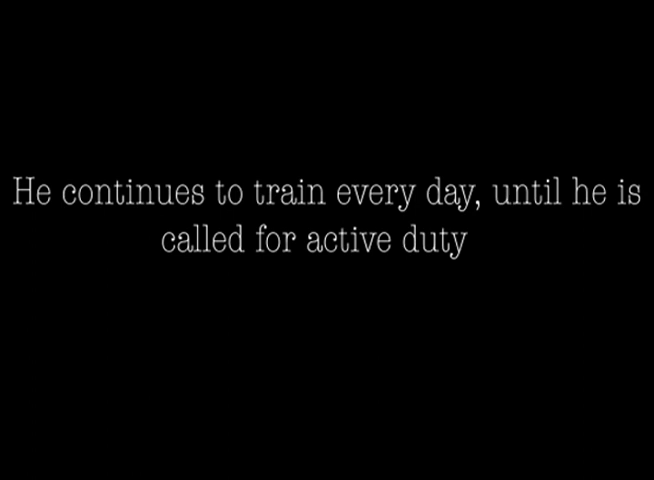 He continues to train every day, until he is
called for active duty